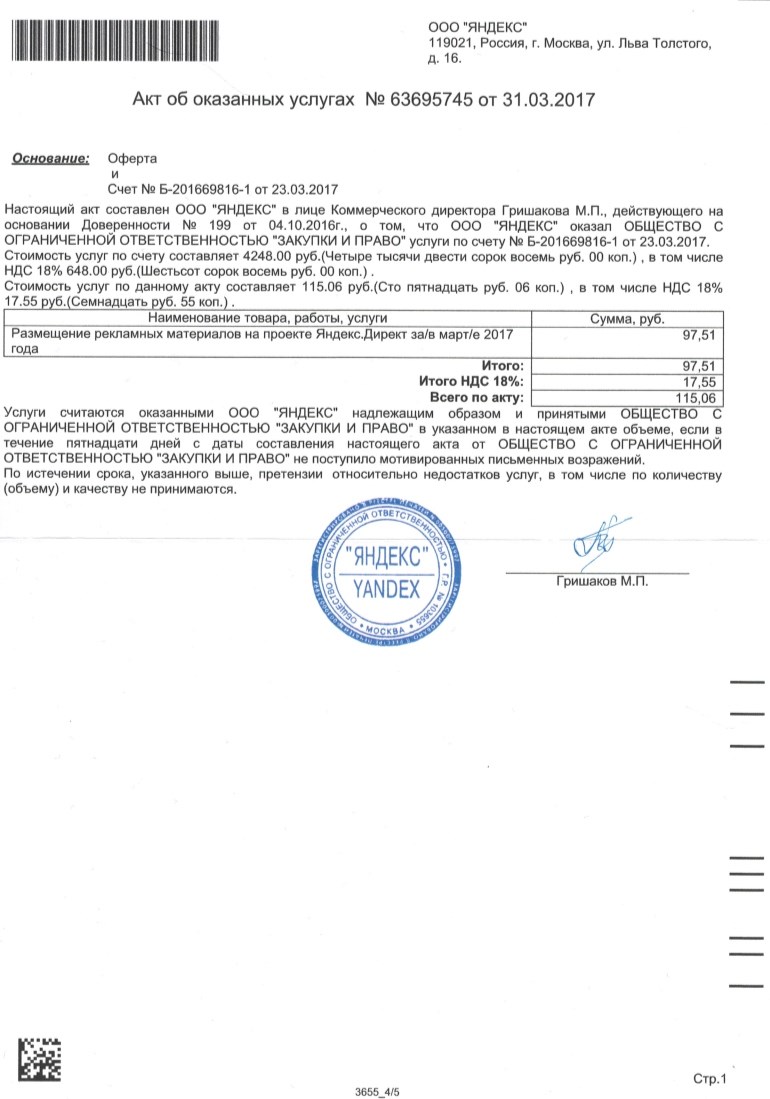 ООО "ЯНДЕКС"
119021, Россия, г. Москва, ул. Льва Толстого,
д. 16.
Акт об оказанных услугах № 63695745 от 31.03.2017
Основание: Оферта
и
Счет № Б-201669816-1 от 23.03.2017
Настоящий акт составлен ООО "ЯНДЕКС" в лице Коммерческого директора Гришакова М.П., действующего на
основании Доверенности № 199 от 04.10.2016г., о том, что ООО "ЯНДЕКС" оказал ОБЩЕСТВО С
ОГРАНИЧЕННОЙ ОТВЕТСТВЕННОСТЬЮ "ЗАКУПКИ И ПРАВО" услуги по счету № Б-201669816-1 от 23.03.2017.
Стоимость услуг по счету составляет 4248.00 руб.(Четыре тысячи двести сорок восемь руб. 00 коп.) , в том числе
НДС 18% 648.00 руб.(Шестьсот сорок восемь руб. 00 коп.) .
Стоимость услуг по данному акту составляет 115.06 руб.(Сто пятнадцать руб. 06 коп.) , в том числе НДС 18%
17.55 руб.(Семнадцать руб. 55 коп.) .
Наименование товара, работы, услуги Сумма, руб.
Размещение рекламных материалов на проекте Яндекс.Директ за/в март/е 2017 97,51
года
Итого: 97,51
Итого НДС 18%: 17,55
Всего по акту: 115,06
Услуги считаются оказанными ООО "ЯНДЕКС" надлежащим образом и принятыми ОБЩЕСТВО С
ОГРАНИЧЕННОЙ ОТВЕТСТВЕННОСТЬЮ "ЗАКУПКИ И ПРАВО" в указанном в настоящем акте объеме, если в
течение пятнадцати дней с даты составления настоящего акта от ОБЩЕСТВО С ОГРАНИЧЕННОЙ
ОТВЕТСТВЕННОСТЬЮ "ЗАКУПКИ И ПРАВО" не поступило мотивированных письменных возражений.
По истечении срока, указанного выше, претензии относительно недостатков услуг, в том числе по количеству
(объему) и качеству не принимаются.
ОБЩЕСТВО С ОГРАНИЧЕННОЙ ОТВЕТСТВЕННОСТЬЮ
"ЯНДЕКС"
YANDEX
МОСКВА
Гришаков М.П.
3655_4/5
Стр.1